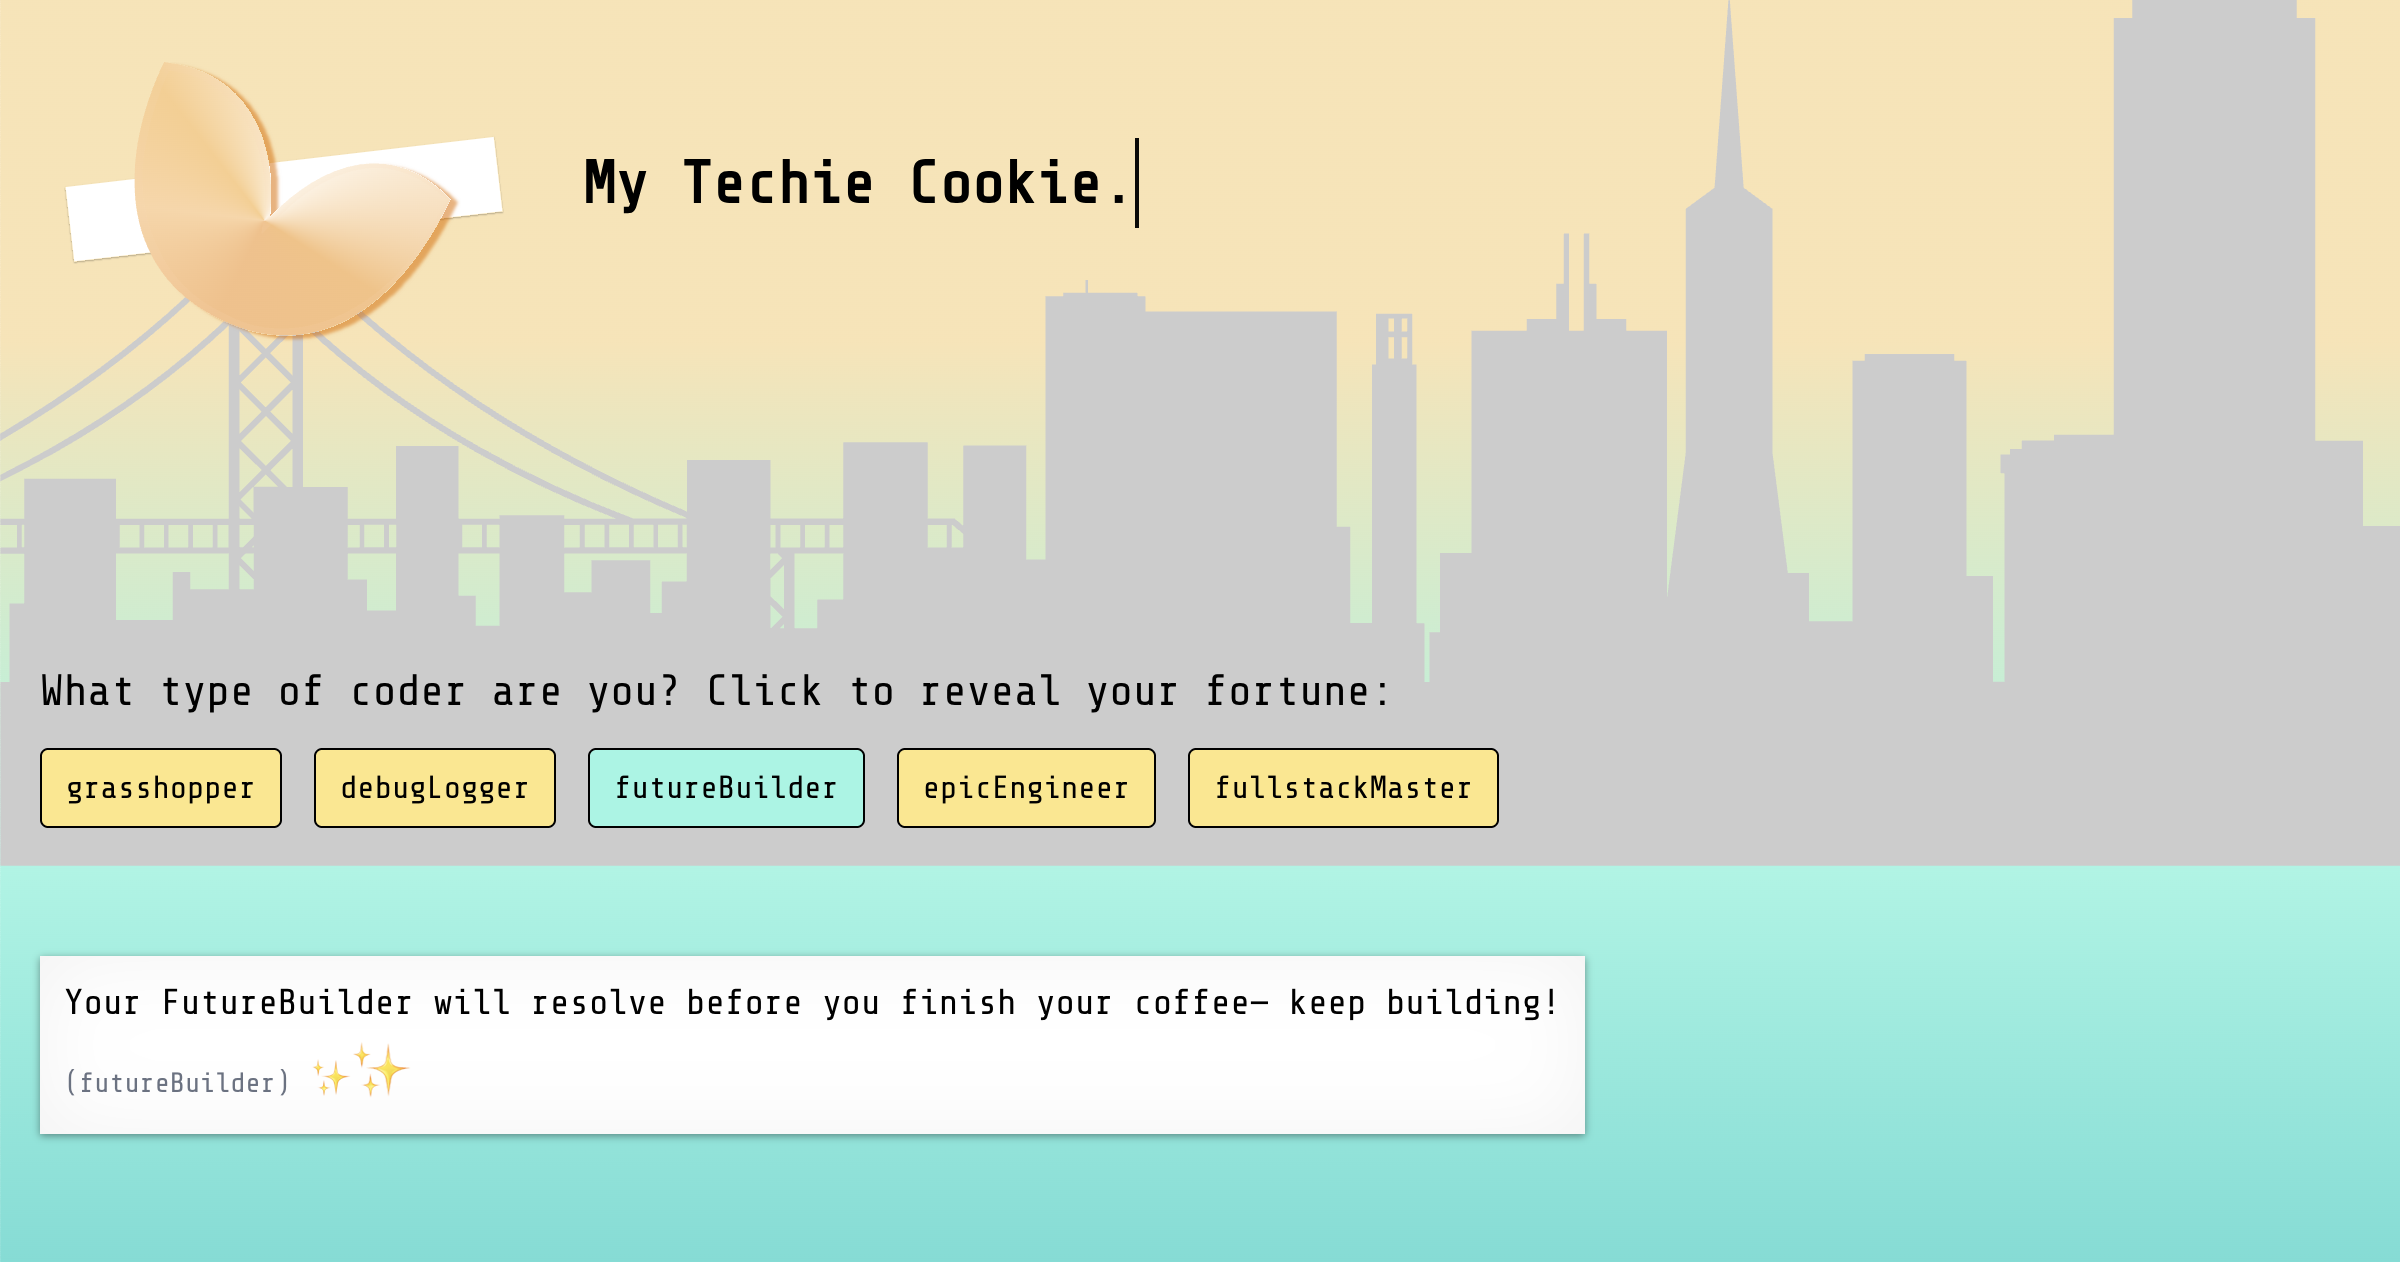 My Techie Cookie.
What type of coder are you? Click to reveal your fortune:
grasshopper debugLogger futureBuilder epicEngineer fullstackMaster
Your FutureBuilder will resolve before you finish your coffee— keep building!
(futureBuilder) ✨✨